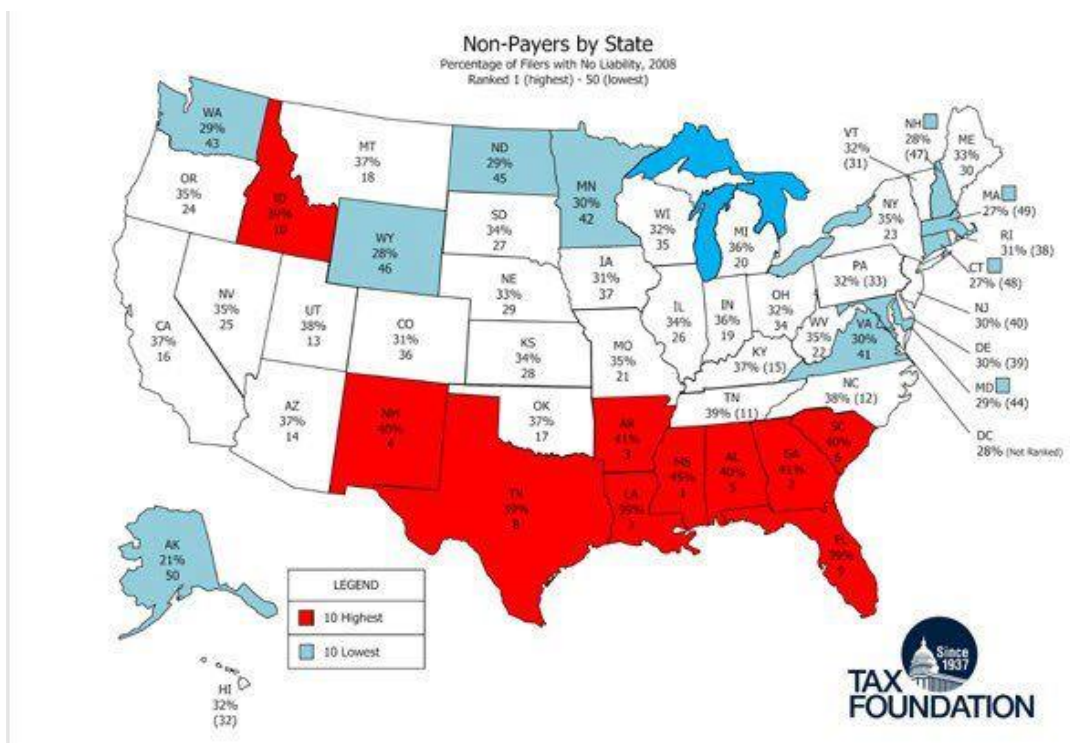 Non-Payers by State
Percentage of Filers with No Liability, 2008
Ranked 1 (highest) - 50 (lowest)
WA
29%
43
OR
35%
24
CA
37%
16
NV
35%
25
ID
39%
10
MT
37%
18
WY
28%
46
UT
38%
13
CO
31%
36
AZ
37%
14
NM
40%
4
ND
29%
45
SD
34%
27
NE
33%
29
KS
34%
28
OK
37%
17
39%
8
MN
30%
42
IA
31%
37
MO
35%
21
AR
41%
3
LA
39%
7
WI
32%
35
IL
34%
26
MI
36%
20
IN
36%
19
OH
32%
34
KY
37% (15)
TN
39% (11)
MS
45%
1
AL
40%
5
GA
41%
2
FL
39%
9
SC
40%
6
NC
38% (12)
VA
30%
41
WV
35%
22
PA
32% (33)
NY
35%
23
VT
32%
(31)
NH
28%
(47)
ME
33%
30
MA
27% (49)
RI
31% (38)
CT
27% (48)
NJ
30% (40)
DE
30% (39)
MD
29% (44)
DC
28% (Not Ranked)
AK
21%
50
HI
32%
(32)
LEGEND
10 Highest
10 Lowest
Since
1937
TAX
FOUNDATION